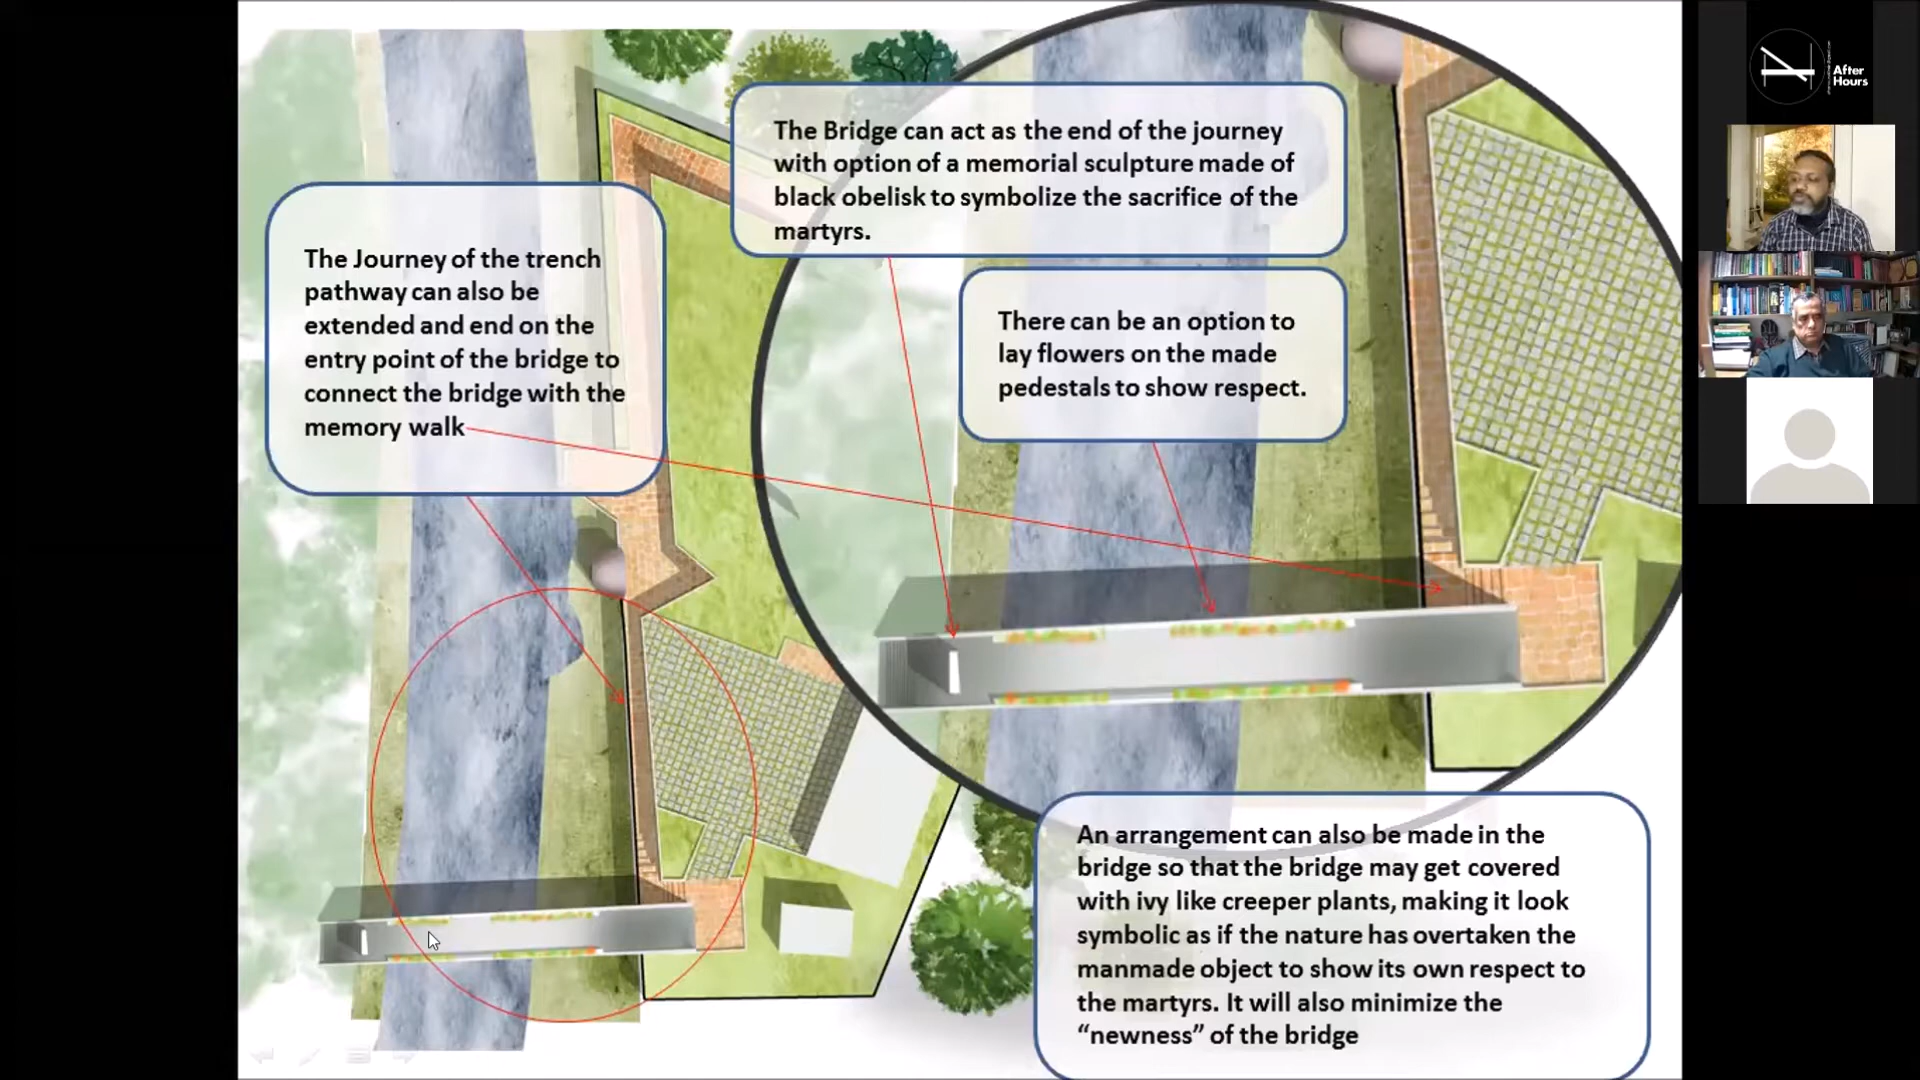 The Bridge can act as the end of the journey
with option of a memorial sculpture made of
black obelisk to symbolize the sacrifice of the
martyrs.
The Journey of the trench
pathway can also be
extended and end on the
entry point of the bridge to
connect the bridge with the
memory walk
There can be an option to
lay flowers on the made
pedestals to show respect.
An arrangement can also be made in the
bridge so that the bridge may get covered
with ivy like creeper plants, making it look
symbolic as if the nature has overtaken the
manmade object to show its own respect to
the martyrs. It will also minimize the
“newness” of the bridge
After
Hours